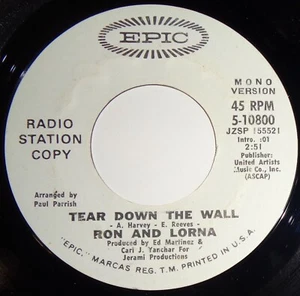 EPIC
MONO
VERSION
RADIO
STATION
COPY
45 RPM
5-10800
JZSP 155521
Intro. :01
2:51
Publisher:
United Artists
Music Co., Inc.
(ASCAP)
Arranged by
Paul Parrish
TEAR DOWN THE WALL
- A. Harvey - E. Reeves -
RON AND LORNA
Produced by Ed Martinez &
Cari J. Yanchar For
Jerami Productions
"EPIC," MARCAS REG. T.M. PRINTED IN U.S.A.